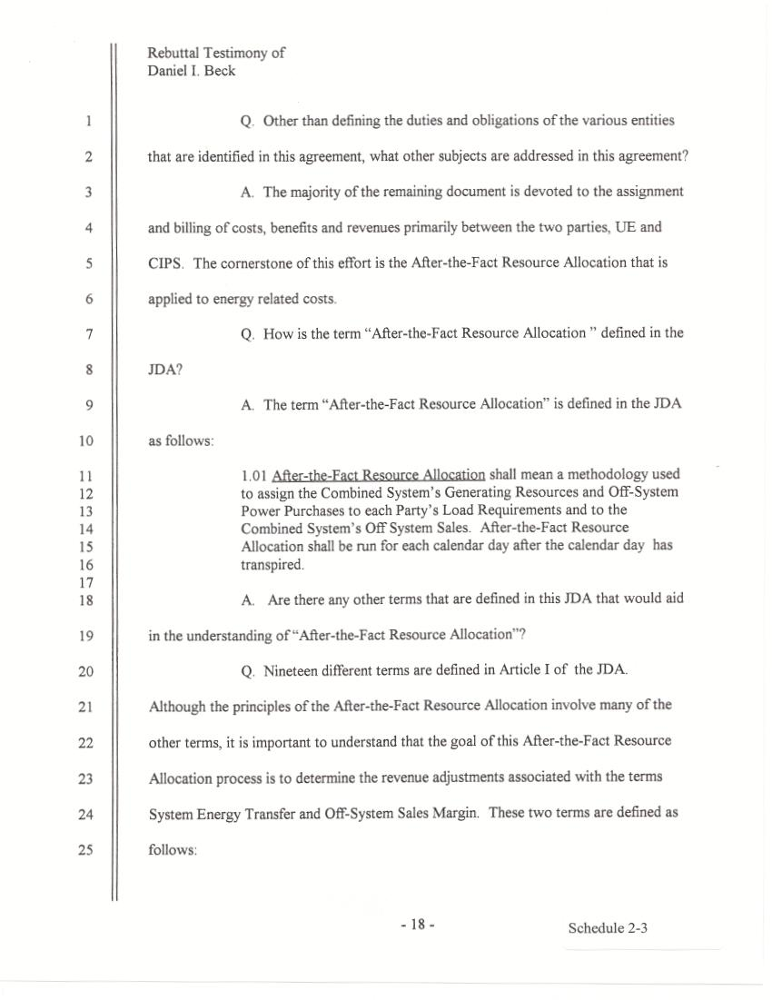 Rebuttal Testimony of
Daniel I. Beck
1 Q. Other than defining the duties and obligations of the various entities
2 that are identified in this agreement, what other subjects are addressed in this agreement?
3 A. The majority of the remaining document is devoted to the assignment
4 and billing of costs, benefits and revenues primarily between the two parties, UE and
5 CIPS. The cornerstone of this effort is the After-the-Fact Resource Allocation that is
6 applied to energy related costs.
7 Q. How is the term “After-the-Fact Resource Allocation ” defined in the
8 JDA?
9 A. The term “After-the-Fact Resource Allocation” is defined in the JDA
10 as follows:
11 1.01 After-the-Fact Resource Allocation shall mean a methodology used
12 to assign the Combined System’s Generating Resources and Off-System
13 Power Purchases to each Party’s Load Requirements and to the
14 Combined System’s Off System Sales. After-the-Fact Resource
15 Allocation shall be run for each calendar day after the calendar day has
16 transpired.
17
18 A. Are there any other terms that are defined in this JDA that would aid
19 in the understanding of “After-the-Fact Resource Allocation”?
20 Q. Nineteen different terms are defined in Article I of the JDA.
21 Although the principles of the After-the-Fact Resource Allocation involve many of the
22 other terms, it is important to understand that the goal of this After-the-Fact Resource
23 Allocation process is to determine the revenue adjustments associated with the terms
24 System Energy Transfer and Off-System Sales Margin. These two terms are defined as
25 follows:
- 18 -
Schedule 2-3